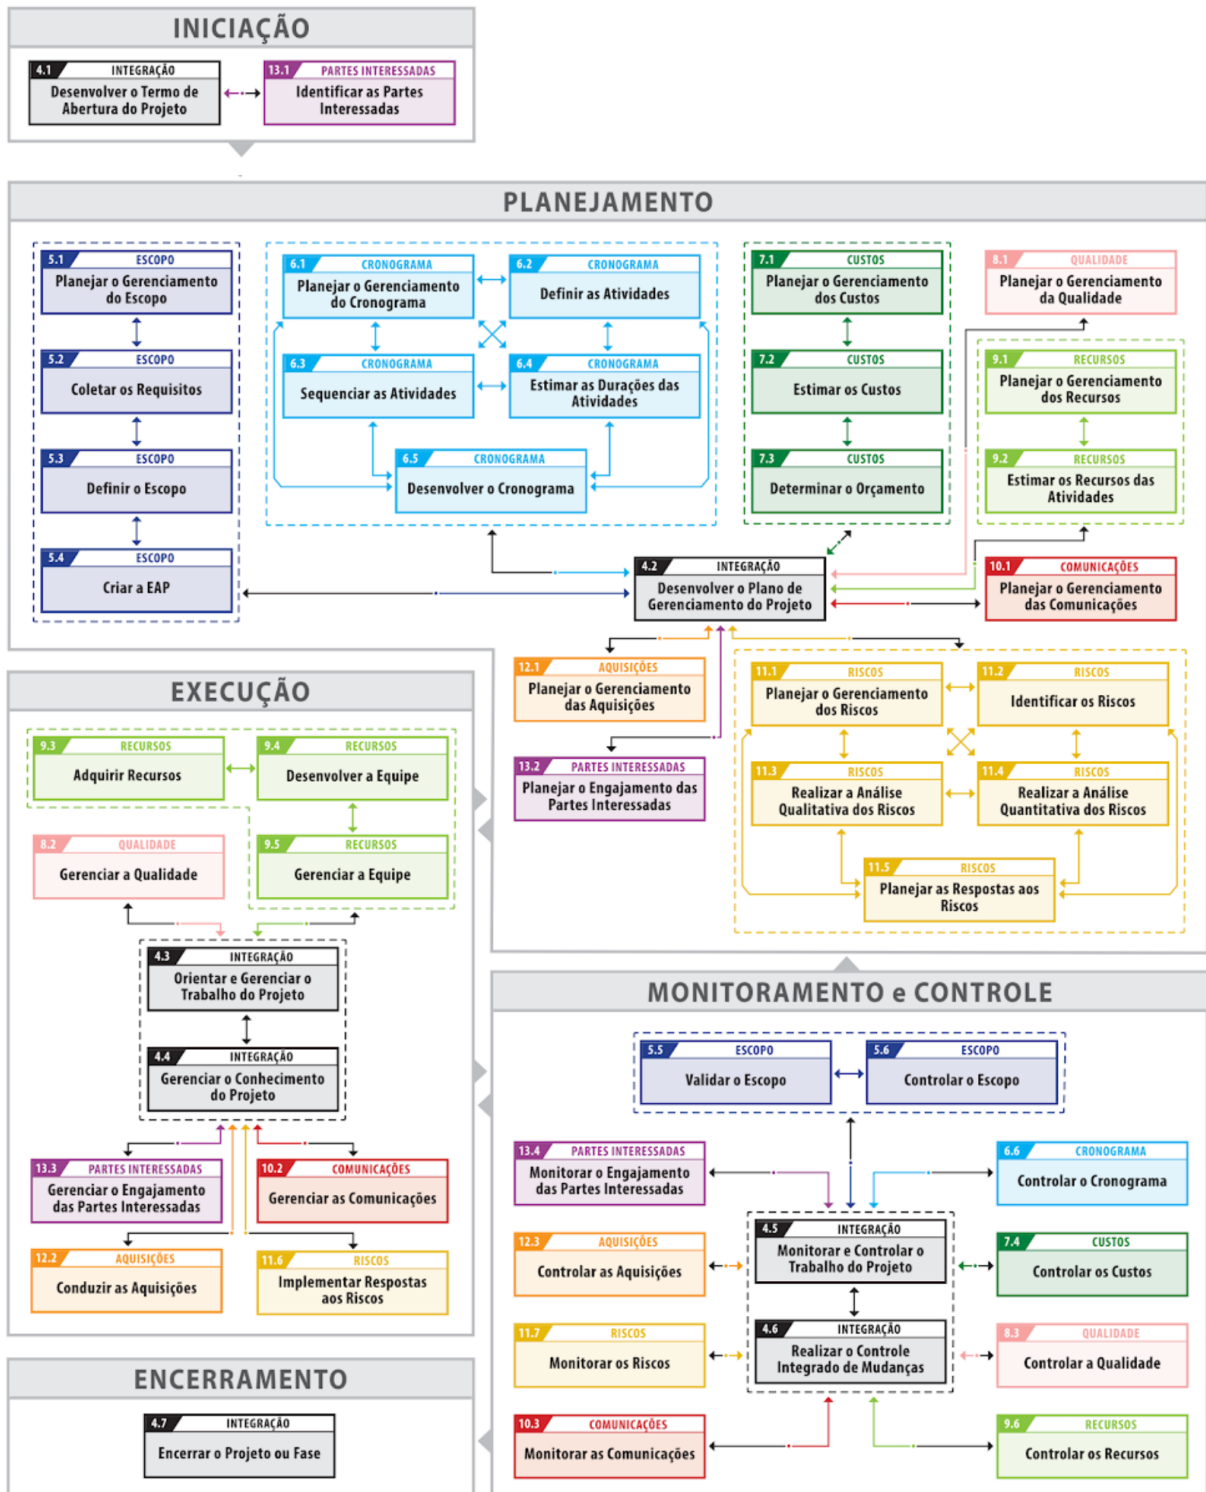 INICIAÇÃO
4.1 INTEGRAÇÃO
Desenvolver o Termo de
Abertura do Projeto
13.1 PARTES INTERESSADAS
Identificar as Partes
Interessadas
PLANEJAMENTO
5.1 ESCOPO
Planejar o Gerenciamento
do Escopo
5.2 ESCOPO
Coletar os Requisitos
5.3 ESCOPO
Definir o Escopo
5.4 ESCOPO
Criar a EAP
6.1 CRONOGRAMA
Planejar o Gerenciamento
do Cronograma
6.2 CRONOGRAMA
Definir as Atividades
6.3 CRONOGRAMA
Sequenciar as Atividades
6.4 CRONOGRAMA
Estimar as Durações das
Atividades
6.5 CRONOGRAMA
Desenvolver o Cronograma
7.1 CUSTOS
Planejar o Gerenciamento
dos Custos
7.2 CUSTOS
Estimar os Custos
7.3 CUSTOS
Determinar o Orçamento
8.1 QUALIDADE
Planejar o Gerenciamento
da Qualidade
9.1 RECURSOS
Planejar o Gerenciamento
dos Recursos
9.2 RECURSOS
Estimar os Recursos das
Atividades
4.2 INTEGRAÇÃO
Desenvolver o Plano de
Gerenciamento do Projeto
10.1 COMUNICAÇÕES
Planejar o Gerenciamento
das Comunicações
12.1 AQUISIÇÕES
Planejar o Gerenciamento
das Aquisições
13.2 PARTES INTERESSADAS
Planejar o Engajamento das
Partes Interessadas
11.1 RISCOS
Planejar o Gerenciamento
dos Riscos
11.2 RISCOS
Identificar os Riscos
11.3 RISCOS
Realizar a Análise
Qualitativa dos Riscos
11.4 RISCOS
Realizar a Análise
Quantitativa dos Riscos
11.5 RISCOS
Planejar as Respostas aos
Riscos
EXECUÇÃO
9.3 RECURSOS
Adquirir Recursos
9.4 RECURSOS
Desenvolver a Equipe
8.2 QUALIDADE
Gerenciar a Qualidade
9.5 RECURSOS
Gerenciar a Equipe
4.3 INTEGRAÇÃO
Orientar e Gerenciar o
Trabalho do Projeto
4.4 INTEGRAÇÃO
Gerenciar o Conhecimento
do Projeto
13.3 PARTES INTERESSADAS
Gerenciar o Engajamento
das Partes Interessadas
10.2 COMUNICAÇÕES
Gerenciar as Comunicações
12.2 AQUISIÇÕES
Conduzir as Aquisições
11.6 RISCOS
Implementar Respostas
aos Riscos
MONITORAMENTO e CONTROLE
5.5 ESCOPO
Validar o Escopo
5.6 ESCOPO
Controlar o Escopo
13.4 PARTES INTERESSADAS
Monitorar o Engajamento
das Partes Interessadas
6.6 CRONOGRAMA
Controlar o Cronograma
12.3 AQUISIÇÕES
Controlar as Aquisições
4.5 INTEGRAÇÃO
Monitorar e Controlar o
Trabalho do Projeto
7.4 CUSTOS
Controlar os Custos
11.7 RISCOS
Monitorar os Riscos
4.6 INTEGRAÇÃO
Realizar o Controle
Integrado de Mudanças
8.3 QUALIDADE
Controlar a Qualidade
10.3 COMUNICAÇÕES
Monitorar as Comunicações
9.6 RECURSOS
Controlar os Recursos
ENCERRAMENTO
4.7 INTEGRAÇÃO
Encerrar o Projeto ou Fase